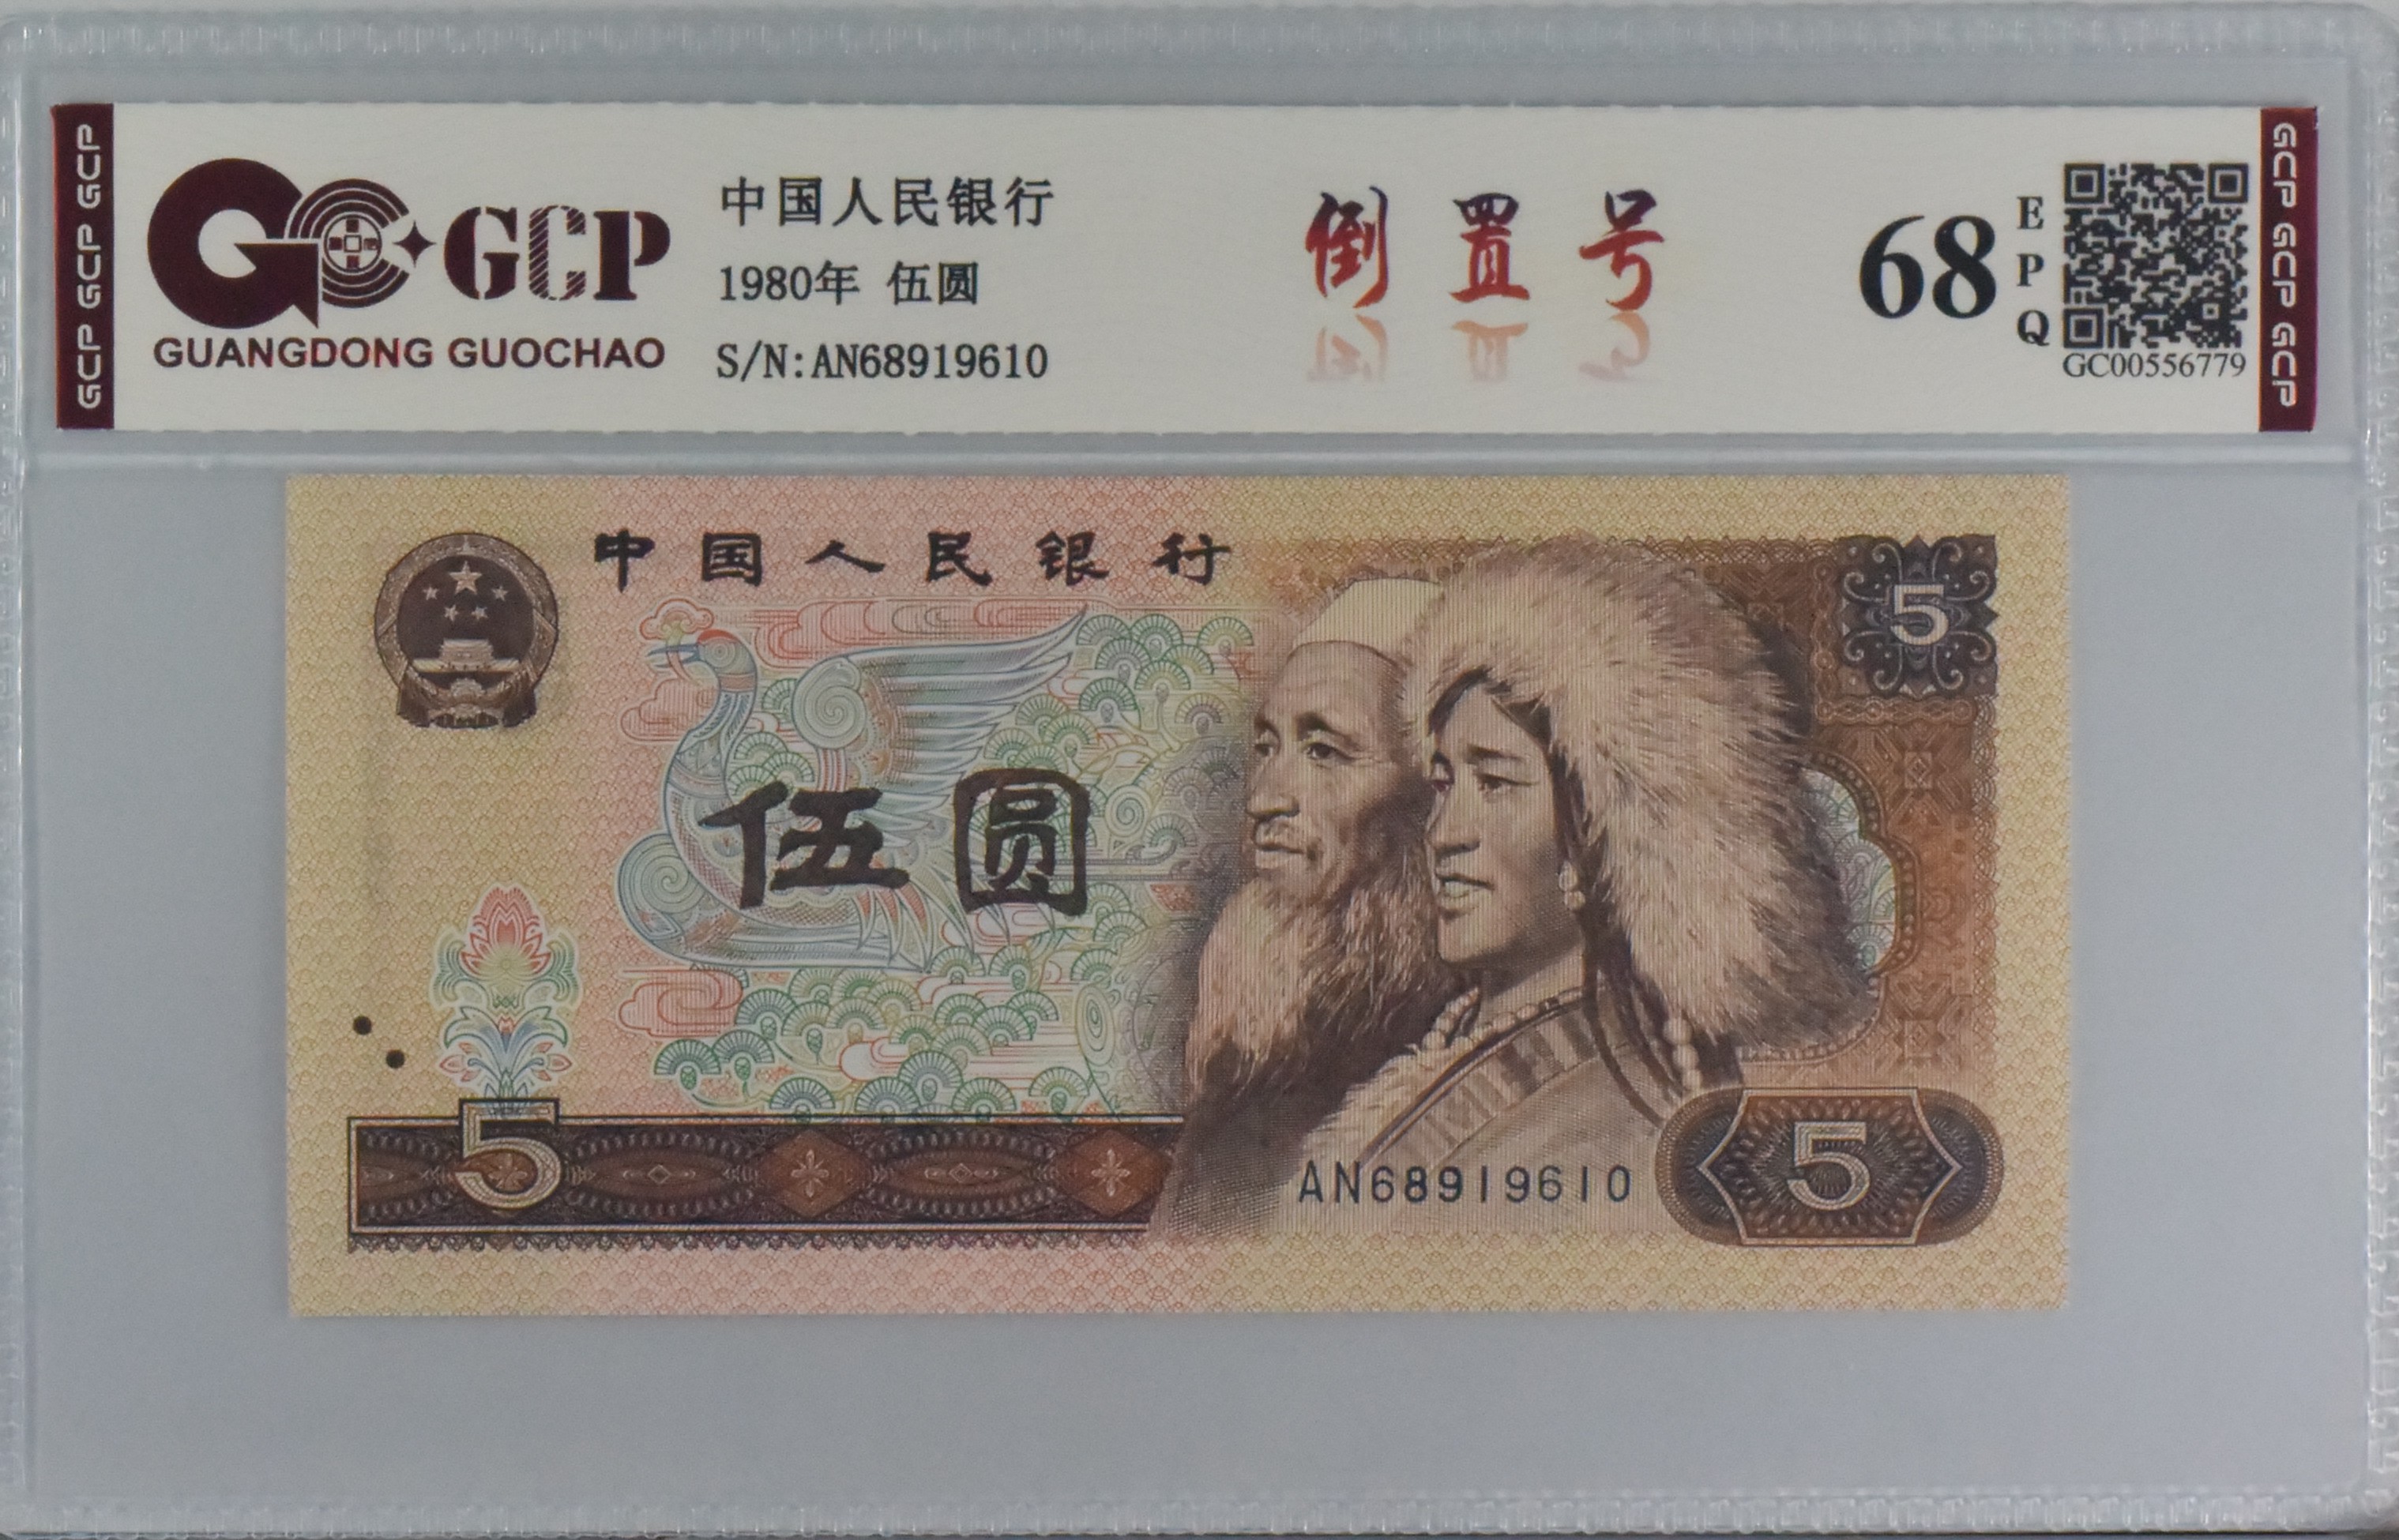 GCP GCP GCP
GCP
GUANGDONG GUOCHAO
中国人民银行
1980年 伍圆
S/N:AN68919610
倒置号
68
EPQ
GC00556779
GCP GCP GCP
中国人民银行
5
伍圆
5
AN68919610
5